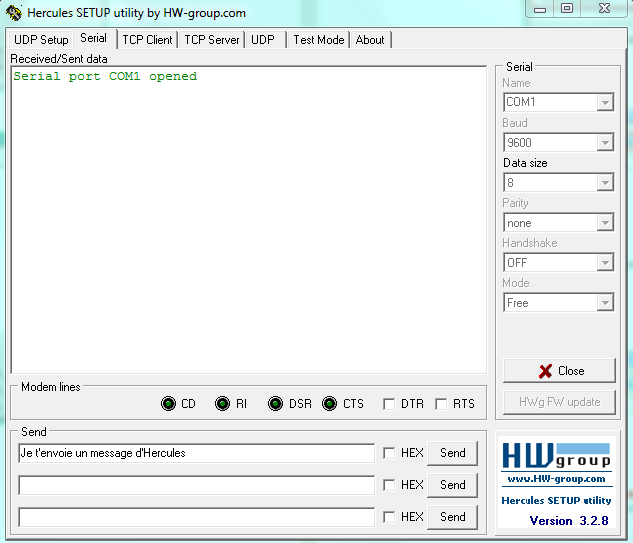 Hercules SETUP utility by HW-group.com
UDP Setup Serial TCP Client TCP Server UDP Test Mode About
Received/Sent data
Serial port COM1 opened
Serial
Name
COM1
Baud
9600
Data size
8
Parity
none
Handshake
OFF
Mode
Free
Close
HWg FW update
Modem lines
CD RI DSR CTS DTR RTS
Send
Je t'envoie un message d'Hercules HEX Send
HEX Send
HEX Send
HW group
www.HW-group.com
Hercules SETUP utility
Version 3.2.8